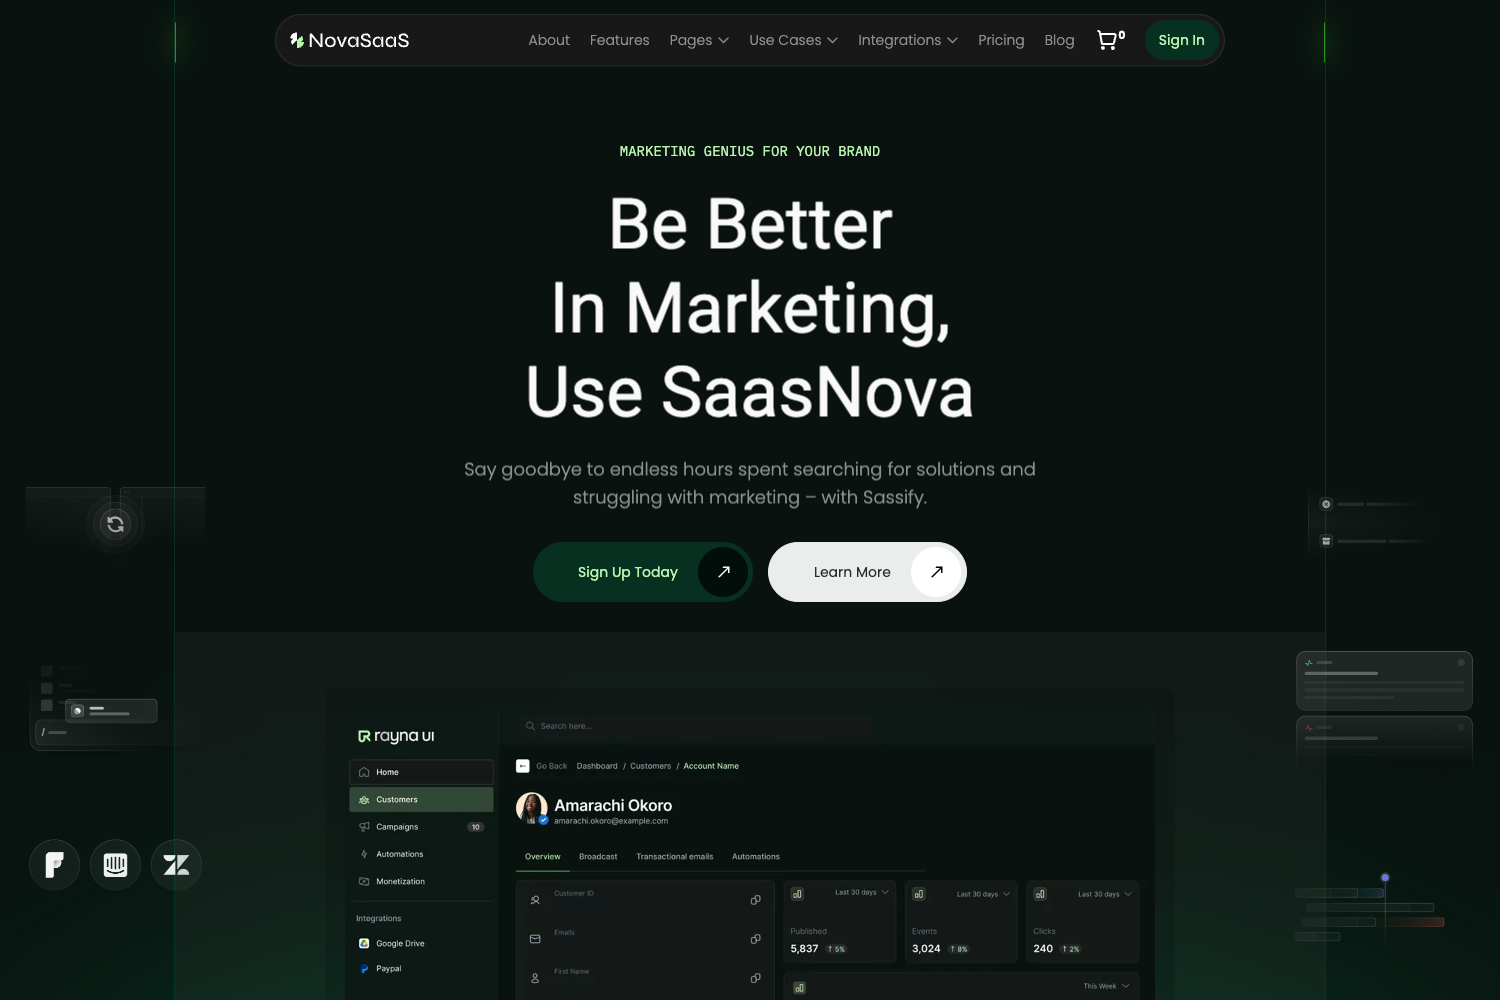 NovaSaaS
About
Features
Pages
Use Cases
Integrations
Pricing
Blog
0
Sign In
MARKETING GENIUS FOR YOUR BRAND
Be Better
In Marketing,
Use SaasNova
Say goodbye to endless hours spent searching for solutions and
struggling with marketing – with Sassify.
Sign Up Today
Learn More
rayna UI
Search here...
Home
Customers
Campaigns
10
Automations
Monetization
Integrations
Google Drive
Paypal
Go Back
Dashboard / Customers / Account Name
Amarachi Okoro
amarachi.okoro@example.com
Overview
Broadcast
Transactional emails
Automations
Customer ID
Emails
First Name
Last 30 days
Published
5,837
↑ 5%
Last 30 days
Events
3,024
↑ 8%
Last 30 days
Clicks
240
↑ 2%
This Week